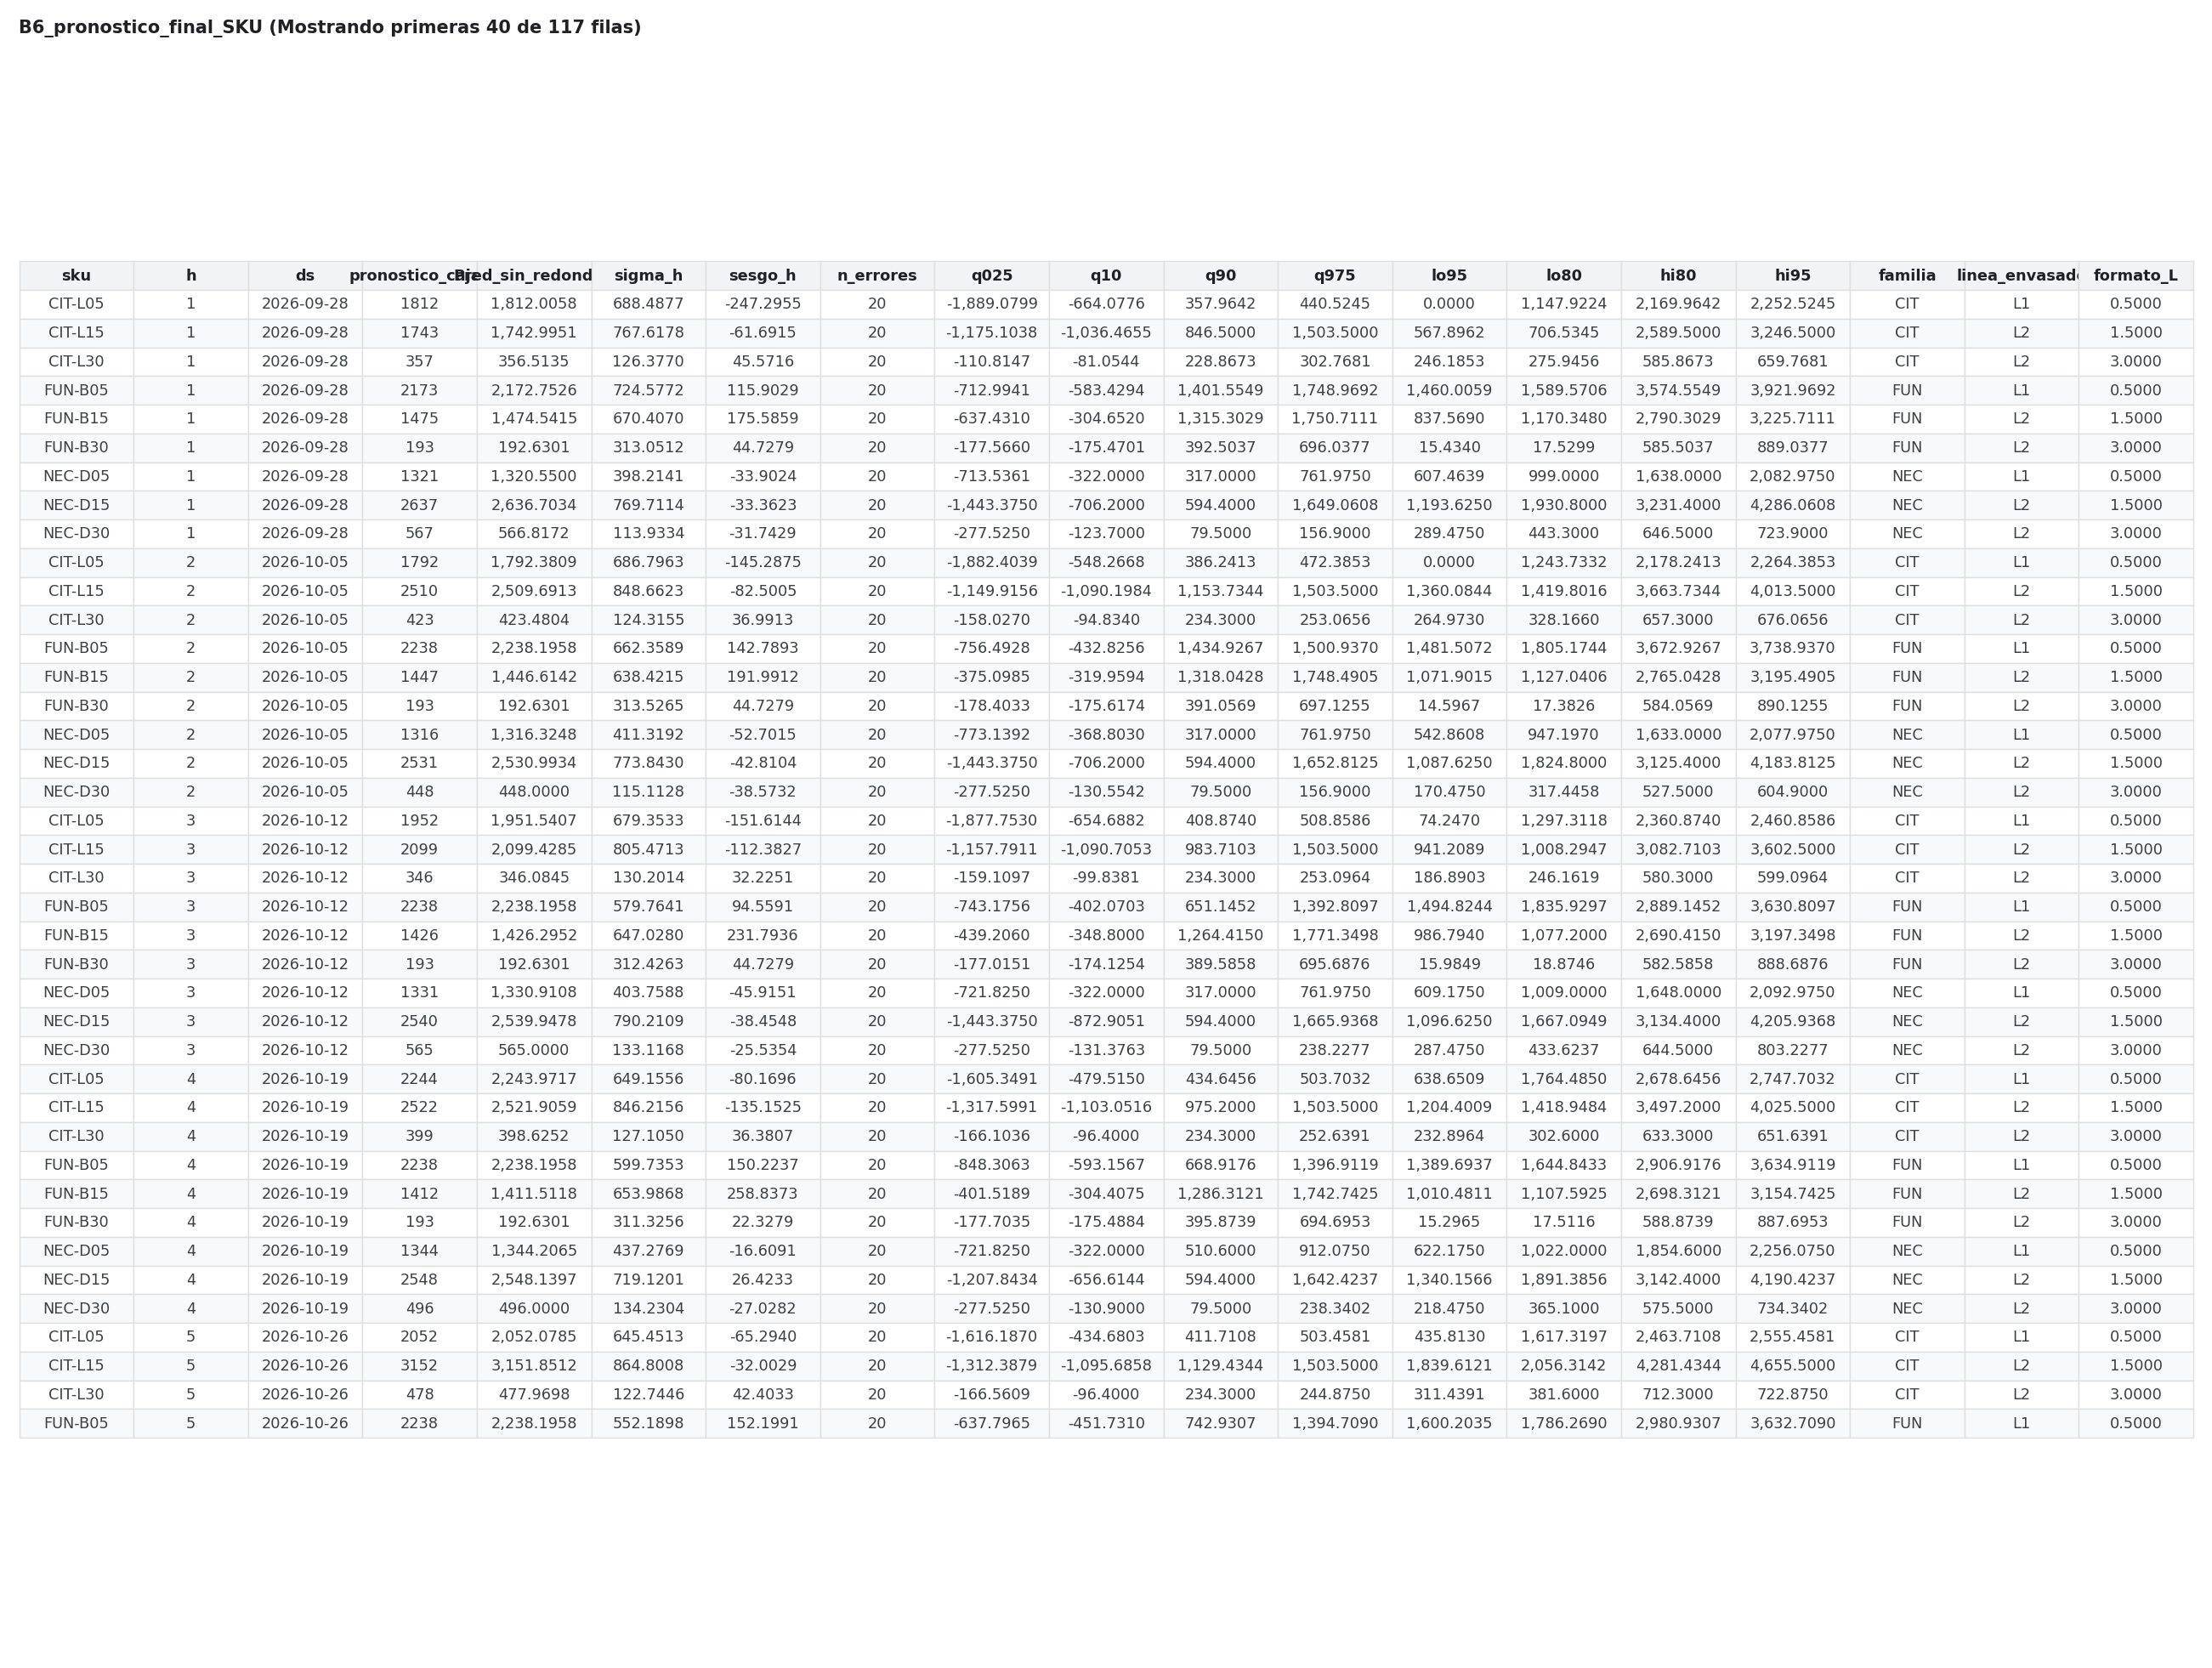 B6_pronostico_final_SKU (Mostrando primeras 40 de 117 filas)
sku h ds pronostico_caj pred_sin_redond sigma_h sesgo_h n_errores q025 q10 q90 q975 lo95 lo80 hi80 hi95 familia linea_envasado formato_L
CIT-L05 1 2026-09-28 1812 1,812.0058 688.4877 -247.2955 20 -1,889.0799 -664.0776 357.9642 440.5245 0.0000 1,147.9224 2,169.9642 2,252.5245 CIT L1 0.5000
CIT-L15 1 2026-09-28 1743 1,742.9951 767.6178 -61.6915 20 -1,175.1038 -1,036.4655 846.5000 1,503.5000 567.8962 706.5345 2,589.5000 3,246.5000 CIT L2 1.5000
CIT-L30 1 2026-09-28 357 356.5135 126.3770 45.5716 20 -110.8147 -81.0544 228.8673 302.7681 246.1853 275.9456 585.8673 659.7681 CIT L2 3.0000
FUN-B05 1 2026-09-28 2173 2,172.7526 724.5772 115.9029 20 -712.9941 -583.4294 1,401.5549 1,748.9692 1,460.0059 1,589.5706 3,574.5549 3,921.9692 FUN L1 0.5000
FUN-B15 1 2026-09-28 1475 1,474.5415 670.4070 175.5859 20 -637.4310 -304.6520 1,315.3029 1,750.7111 837.5690 1,170.3480 2,790.3029 3,225.7111 FUN L2 1.5000
FUN-B30 1 2026-09-28 193 192.6301 313.0512 44.7279 20 -177.5660 -175.4701 392.5037 696.0377 15.4340 17.5299 585.5037 889.0377 FUN L2 3.0000
NEC-D05 1 2026-09-28 1321 1,320.5500 398.2141 -33.9024 20 -713.5361 -322.0000 317.0000 761.9750 607.4639 999.0000 1,638.0000 2,082.9750 NEC L1 0.5000
NEC-D15 1 2026-09-28 2637 2,636.7034 769.7114 -33.3623 20 -1,443.3750 -706.2000 594.4000 1,649.0608 1,193.6250 1,930.8000 3,231.4000 4,286.0608 NEC L2 1.5000
NEC-D30 1 2026-09-28 567 566.8172 113.9334 -31.7429 20 -277.5250 -123.7000 79.5000 156.9000 289.4750 443.3000 646.5000 723.9000 NEC L2 3.0000
CIT-L05 2 2026-10-05 1792 1,792.3809 686.7963 -145.2875 20 -1,882.4039 -548.2668 386.2413 472.3853 0.0000 1,243.7332 2,178.2413 2,264.3853 CIT L1 0.5000
CIT-L15 2 2026-10-05 2510 2,509.6913 848.6623 -82.5005 20 -1,149.9156 -1,090.1984 1,153.7344 1,503.5000 1,360.0844 1,419.8016 3,663.7344 4,013.5000 CIT L2 1.5000
CIT-L30 2 2026-10-05 423 423.4804 124.3155 36.9913 20 -158.0270 -94.8340 234.3000 253.0656 264.9730 328.1660 657.3000 676.0656 CIT L2 3.0000
FUN-B05 2 2026-10-05 2238 2,238.1958 662.3589 142.7893 20 -756.4928 -432.8256 1,434.9267 1,500.9370 1,481.5072 1,805.1744 3,672.9267 3,738.9370 FUN L1 0.5000
FUN-B15 2 2026-10-05 1447 1,446.6142 638.4215 191.9912 20 -375.0985 -319.9594 1,318.0428 1,748.4905 1,071.9015 1,127.0406 2,765.0428 3,195.4905 FUN L2 1.5000
FUN-B30 2 2026-10-05 193 192.6301 313.5265 44.7279 20 -178.4033 -175.6174 391.0569 697.1255 14.5967 17.3826 584.0569 890.1255 FUN L2 3.0000
NEC-D05 2 2026-10-05 1316 1,316.3248 411.3192 -52.7015 20 -773.1392 -368.8030 317.0000 761.9750 542.8608 947.1970 1,633.0000 2,077.9750 NEC L1 0.5000
NEC-D15 2 2026-10-05 2531 2,530.9934 773.8430 -42.8104 20 -1,443.3750 -706.2000 594.4000 1,652.8125 1,087.6250 1,824.8000 3,125.4000 4,183.8125 NEC L2 1.5000
NEC-D30 2 2026-10-05 448 448.0000 115.1128 -38.5732 20 -277.5250 -130.5542 79.5000 156.9000 170.4750 317.4458 527.5000 604.9000 NEC L2 3.0000
CIT-L05 3 2026-10-12 1952 1,951.5407 679.3533 -151.6144 20 -1,877.7530 -654.6882 408.8740 508.8586 74.2470 1,297.3118 2,360.8740 2,460.8586 CIT L1 0.5000
CIT-L15 3 2026-10-12 2099 2,099.4285 805.4713 -112.3827 20 -1,157.7911 -1,090.7053 983.7103 1,503.5000 941.2089 1,008.2947 3,082.7103 3,602.5000 CIT L2 1.5000
CIT-L30 3 2026-10-12 346 346.0845 130.2014 32.2251 20 -159.1097 -99.8381 234.3000 253.0964 186.8903 246.1619 580.3000 599.0964 CIT L2 3.0000
FUN-B05 3 2026-10-12 2238 2,238.1958 579.7641 94.5591 20 -743.1756 -402.0703 651.1452 1,392.8097 1,494.8244 1,835.9297 2,889.1452 3,630.8097 FUN L1 0.5000
FUN-B15 3 2026-10-12 1426 1,426.2952 647.0280 231.7936 20 -439.2060 -348.8000 1,264.4150 1,771.3498 986.7940 1,077.2000 2,690.4150 3,197.3498 FUN L2 1.5000
FUN-B30 3 2026-10-12 193 192.6301 312.4263 44.7279 20 -177.0151 -174.1254 389.5858 695.6876 15.9849 18.8746 582.5858 888.6876 FUN L2 3.0000
NEC-D05 3 2026-10-12 1331 1,330.9108 403.7588 -45.9151 20 -721.8250 -322.0000 317.0000 761.9750 609.1750 1,009.0000 1,648.0000 2,092.9750 NEC L1 0.5000
NEC-D15 3 2026-10-12 2540 2,539.9478 790.2109 -38.4548 20 -1,443.3750 -872.9051 594.4000 1,665.9368 1,096.6250 1,667.0949 3,134.4000 4,205.9368 NEC L2 1.5000
NEC-D30 3 2026-10-12 565 565.0000 133.1168 -25.5354 20 -277.5250 -131.3763 79.5000 238.2277 287.4750 433.6237 644.5000 803.2277 NEC L2 3.0000
CIT-L05 4 2026-10-19 2244 2,243.9717 649.1556 -80.1696 20 -1,605.3491 -479.5150 434.6456 503.7032 638.6509 1,764.4850 2,678.6456 2,747.7032 CIT L1 0.5000
CIT-L15 4 2026-10-19 2522 2,521.9059 846.2156 -135.1525 20 -1,317.5991 -1,103.0516 975.2000 1,503.5000 1,204.4009 1,418.9484 3,497.2000 4,025.5000 CIT L2 1.5000
CIT-L30 4 2026-10-19 399 398.6252 127.1050 36.3807 20 -166.1036 -96.4000 234.3000 252.6391 232.8964 302.6000 633.3000 651.6391 CIT L2 3.0000
FUN-B05 4 2026-10-19 2238 2,238.1958 599.7353 150.2237 20 -848.3063 -593.1567 668.9176 1,396.9119 1,389.6937 1,644.8433 2,906.9176 3,634.9119 FUN L1 0.5000
FUN-B15 4 2026-10-19 1412 1,411.5118 653.9868 258.8373 20 -401.5189 -304.4075 1,286.3121 1,742.7425 1,010.4811 1,107.5925 2,698.3121 3,154.7425 FUN L2 1.5000
FUN-B30 4 2026-10-19 193 192.6301 311.3256 22.3279 20 -177.7035 -175.4884 395.8739 694.6953 15.2965 17.5116 588.8739 887.6953 FUN L2 3.0000
NEC-D05 4 2026-10-19 1344 1,344.2065 437.2769 -16.6091 20 -721.8250 -322.0000 510.6000 912.0750 622.1750 1,022.0000 1,854.6000 2,256.0750 NEC L1 0.5000
NEC-D15 4 2026-10-19 2548 2,548.1397 719.1201 26.4233 20 -1,207.8434 -656.6144 594.4000 1,642.4237 1,340.1566 1,891.3856 3,142.4000 4,190.4237 NEC L2 1.5000
NEC-D30 4 2026-10-19 496 496.0000 134.2304 -27.0282 20 -277.5250 -130.9000 79.5000 238.3402 218.4750 365.1000 575.5000 734.3402 NEC L2 3.0000
CIT-L05 5 2026-10-26 2052 2,052.0785 645.4513 -65.2940 20 -1,616.1870 -434.6803 411.7108 503.4581 435.8130 1,617.3197 2,463.7108 2,555.4581 CIT L1 0.5000
CIT-L15 5 2026-10-26 3152 3,151.8512 864.8008 -32.0029 20 -1,312.3879 -1,095.6858 1,129.4344 1,503.5000 1,839.6121 2,056.3142 4,281.4344 4,655.5000 CIT L2 1.5000
CIT-L30 5 2026-10-26 478 477.9698 122.7446 42.4033 20 -166.5609 -96.4000 234.3000 244.8750 311.4391 381.6000 712.3000 722.8750 CIT L2 3.0000
FUN-B05 5 2026-10-26 2238 2,238.1958 552.1898 152.1991 20 -637.7965 -451.7310 742.9307 1,394.7090 1,600.2035 1,786.2690 2,980.9307 3,632.7090 FUN L1 0.5000